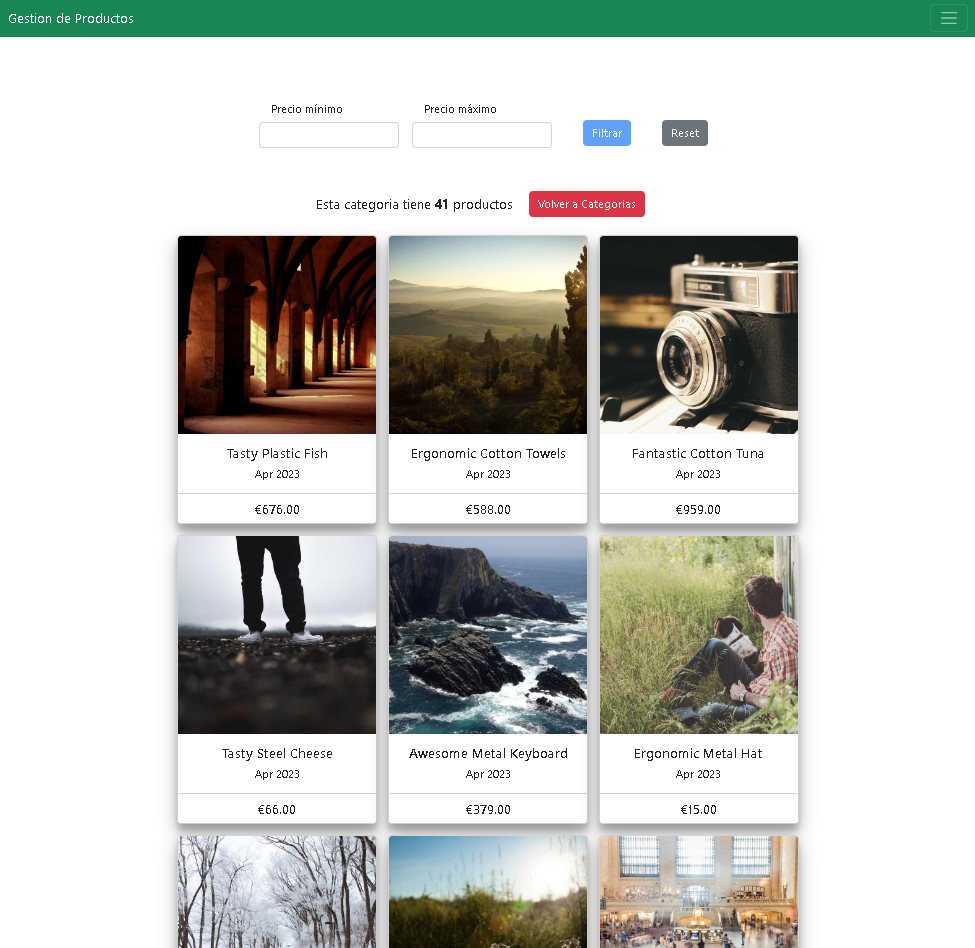 Gestion de Productos
Precio mínimo
Precio máximo
Filtrar
Reset
Esta categoria tiene 41 productos
Volver a Categorias
Tasty Plastic Fish
Apr 2023
€676.00
Ergonomic Cotton Towels
Apr 2023
€588.00
Fantastic Cotton Tuna
Apr 2023
€959.00
Tasty Steel Cheese
Apr 2023
€66.00
Awesome Metal Keyboard
Apr 2023
€379.00
Ergonomic Metal Hat
Apr 2023
€15.00